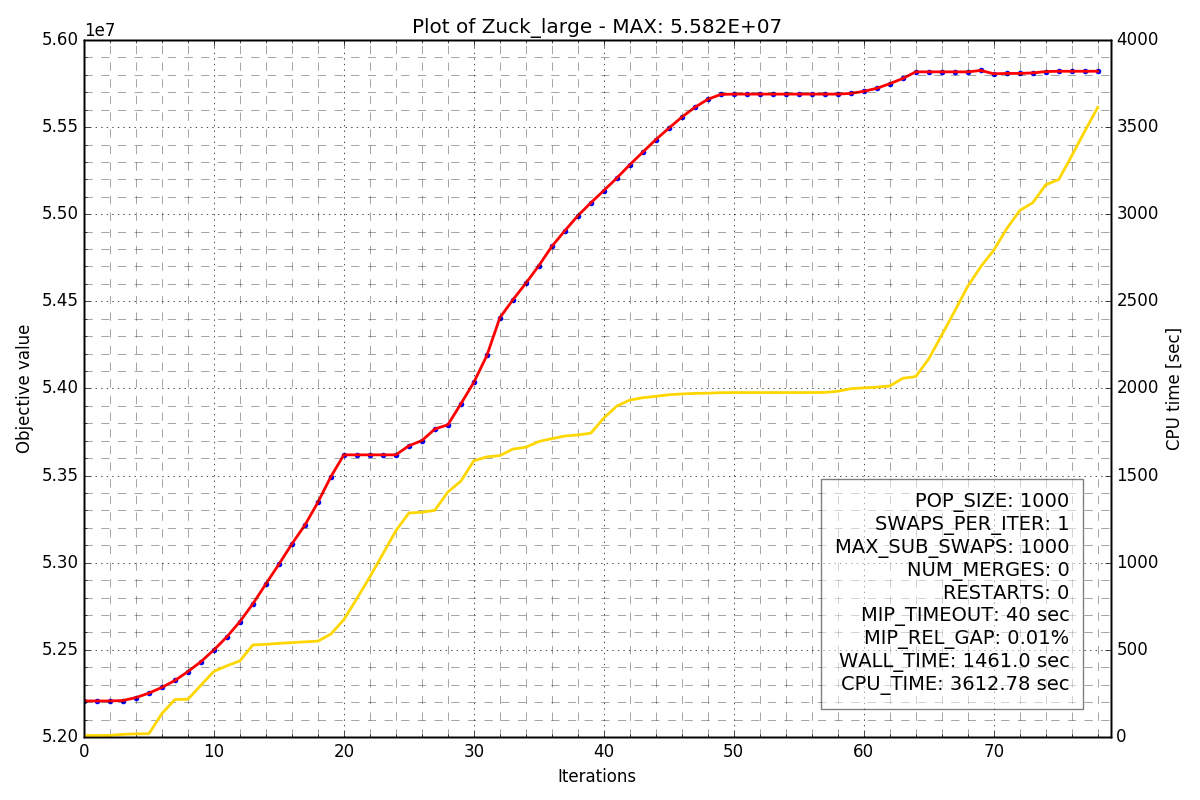 Plot of Zuck_large - MAX: 5.582E+07
1e7
5.60
5.55
5.50
5.45
5.40
5.35
5.30
5.25
5.20
Objective value
4000
3500
3000
2500
2000
1500
1000
500
0
CPU time [sec]
POP_SIZE: 1000
SWAPS_PER_ITER: 1
MAX_SUB_SWAPS: 1000
NUM_MERGES: 0
RESTARTS: 0
MIP_TIMEOUT: 40 sec
MIP_REL_GAP: 0.01%
WALL_TIME: 1461.0 sec
CPU_TIME: 3612.78 sec
0 10 20 30 40 50 60 70
Iterations